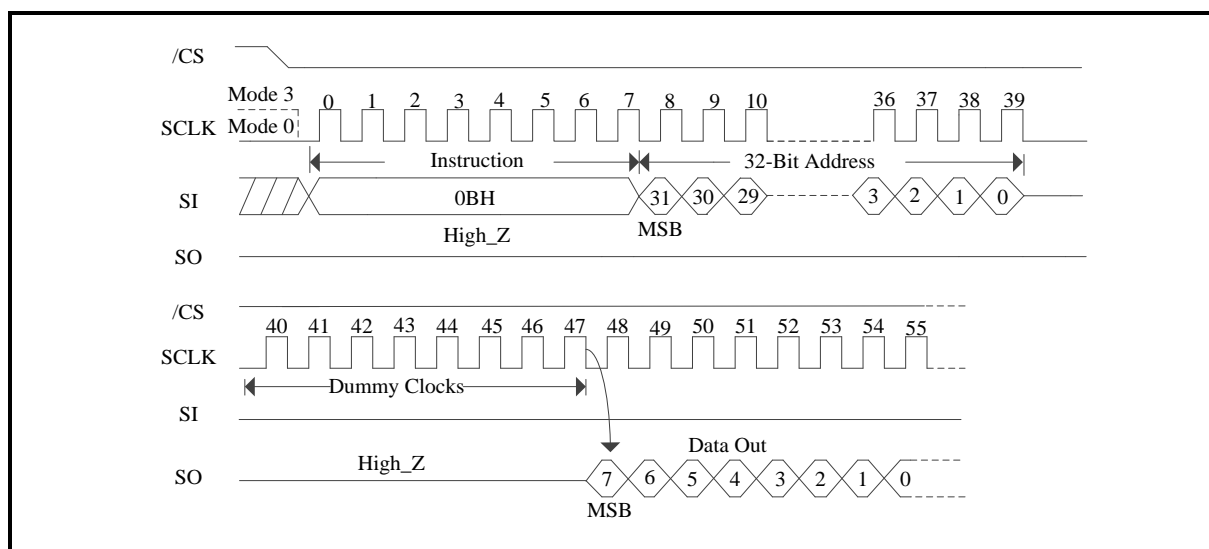 /CS
Mode 3
0 1 2 3 4 5 6 7 8 9 10 36 37 38 39
SCLK
Mode 0
Instruction
32-Bit Address
SI
0BH
31 30 29 3 2 1 0
MSB
High_Z
SO
/CS
40 41 42 43 44 45 46 47 48 49 50 51 52 53 54 55
SCLK
Dummy Clocks
SI
High_Z
Data Out
SO
7 6 5 4 3 2 1 0
MSB